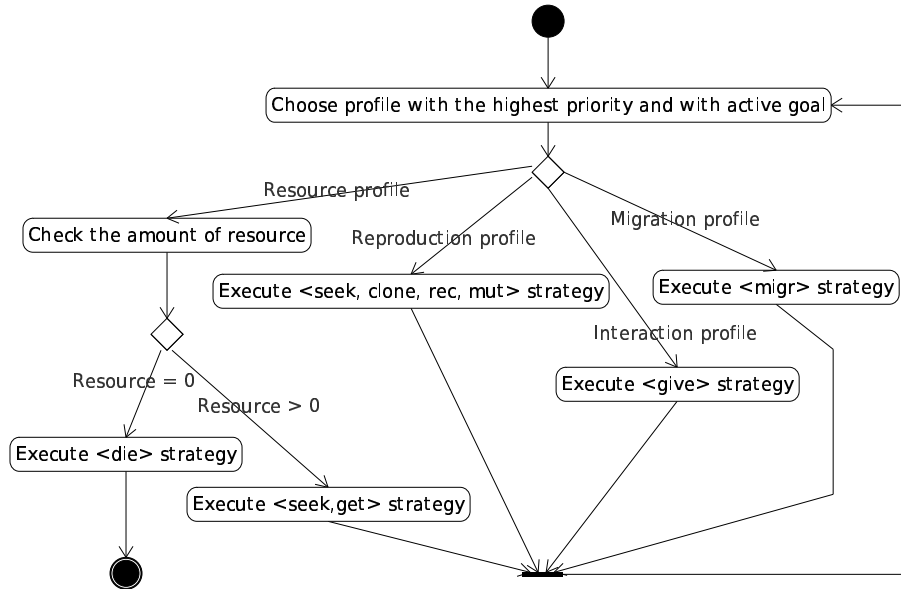 Choose profile with the highest priority and with active goal
Resource profile
Migration profile
Check the amount of resource
Reproduction profile
Execute <seek, clone, rec, mut> strategy
Execute <migr> strategy
Interaction profile
Resource = 0
Execute <give> strategy
Resource > 0
Execute <die> strategy
Execute <seek,get> strategy